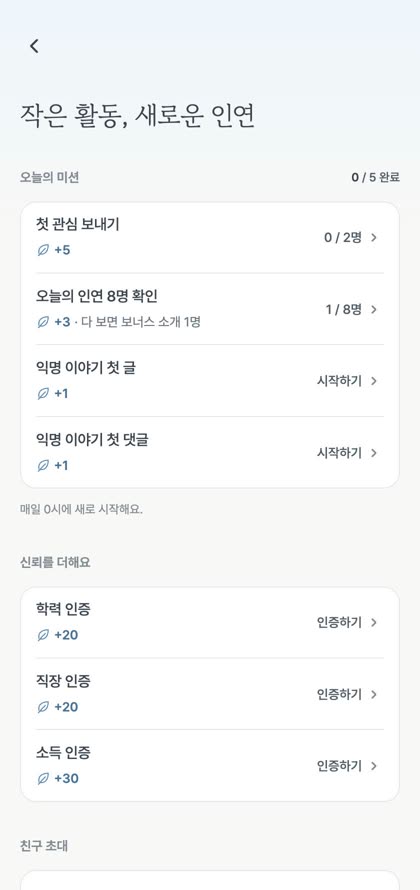 작은 활동, 새로운 인연
오늘의 미션
0 / 5 완료
첫 관심 보내기
+5
0 / 2명
오늘의 인연 8명 확인
+3 · 다 보면 보너스 소개 1명
1 / 8명
익명 이야기 첫 글
+1
시작하기
익명 이야기 첫 댓글
+1
시작하기
매일 0시에 새로 시작해요.
신뢰를 더해요
학력 인증
+20
인증하기
직장 인증
+20
인증하기
소득 인증
+30
인증하기
친구 초대